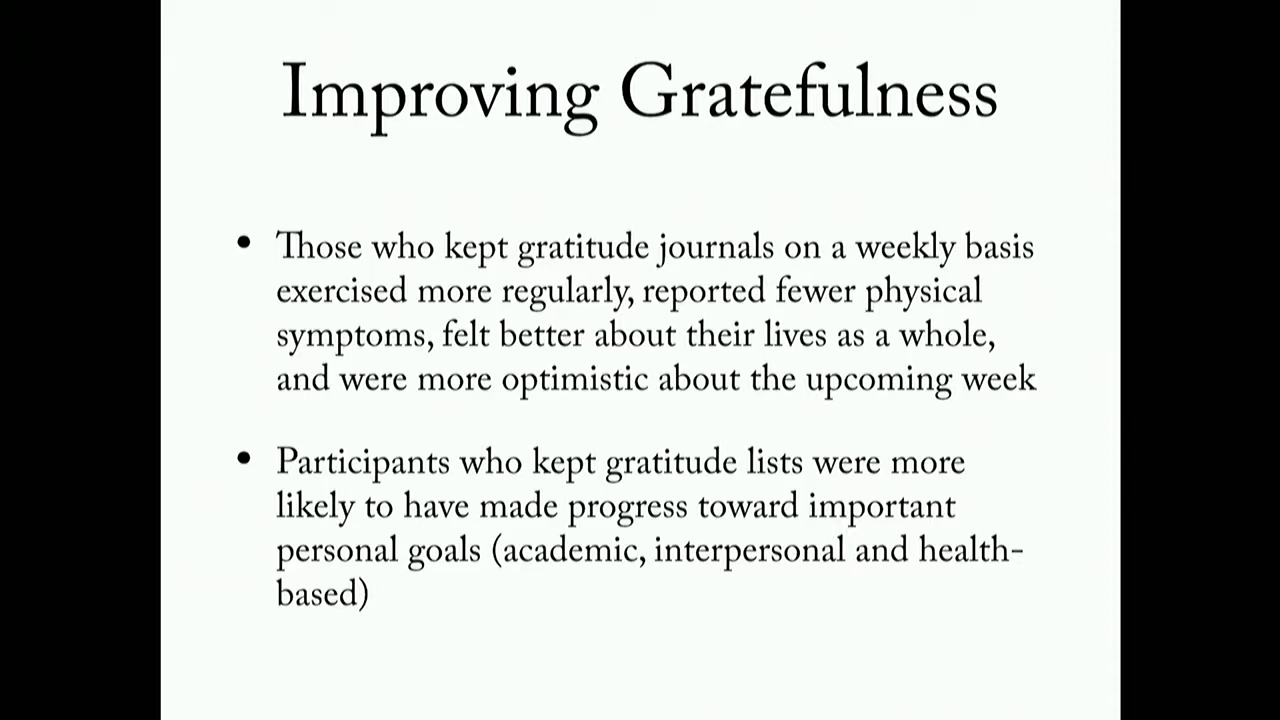 Improving Gratefulness
• Those who kept gratitude journals on a weekly basis
exercised more regularly, reported fewer physical
symptoms, felt better about their lives as a whole,
and were more optimistic about the upcoming week
• Participants who kept gratitude lists were more
likely to have made progress toward important
personal goals (academic, interpersonal and health-
based)